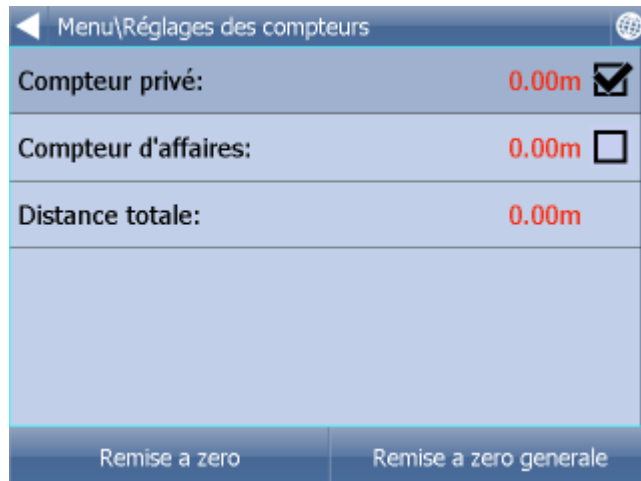 Menu\Réglages des compteurs
Compteur privé: 0.00m
Compteur d'affaires: 0.00m
Distance totale: 0.00m
Remise a zero Remise a zero generale